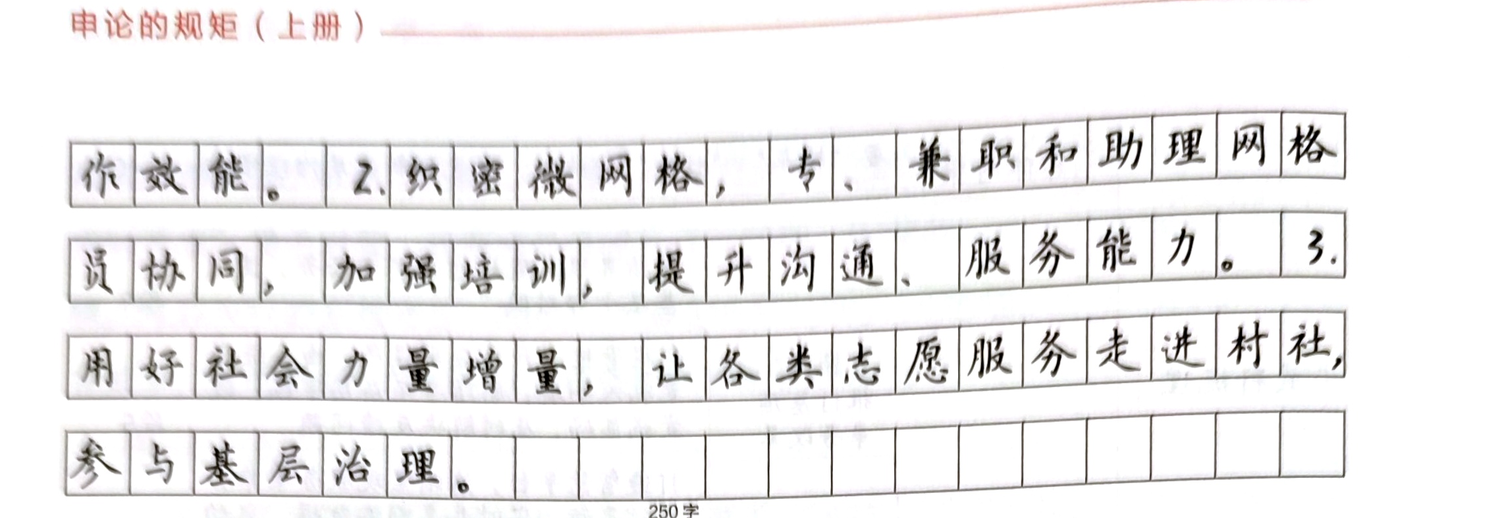 申论的规矩（上册）
作效能。2.织密微网格，专、兼职和助理网格
员协同，加强培训，提升沟通、服务能力。3.
用好社会力量增量，让各类志愿服务走进村社，
参与基层治理。
250字